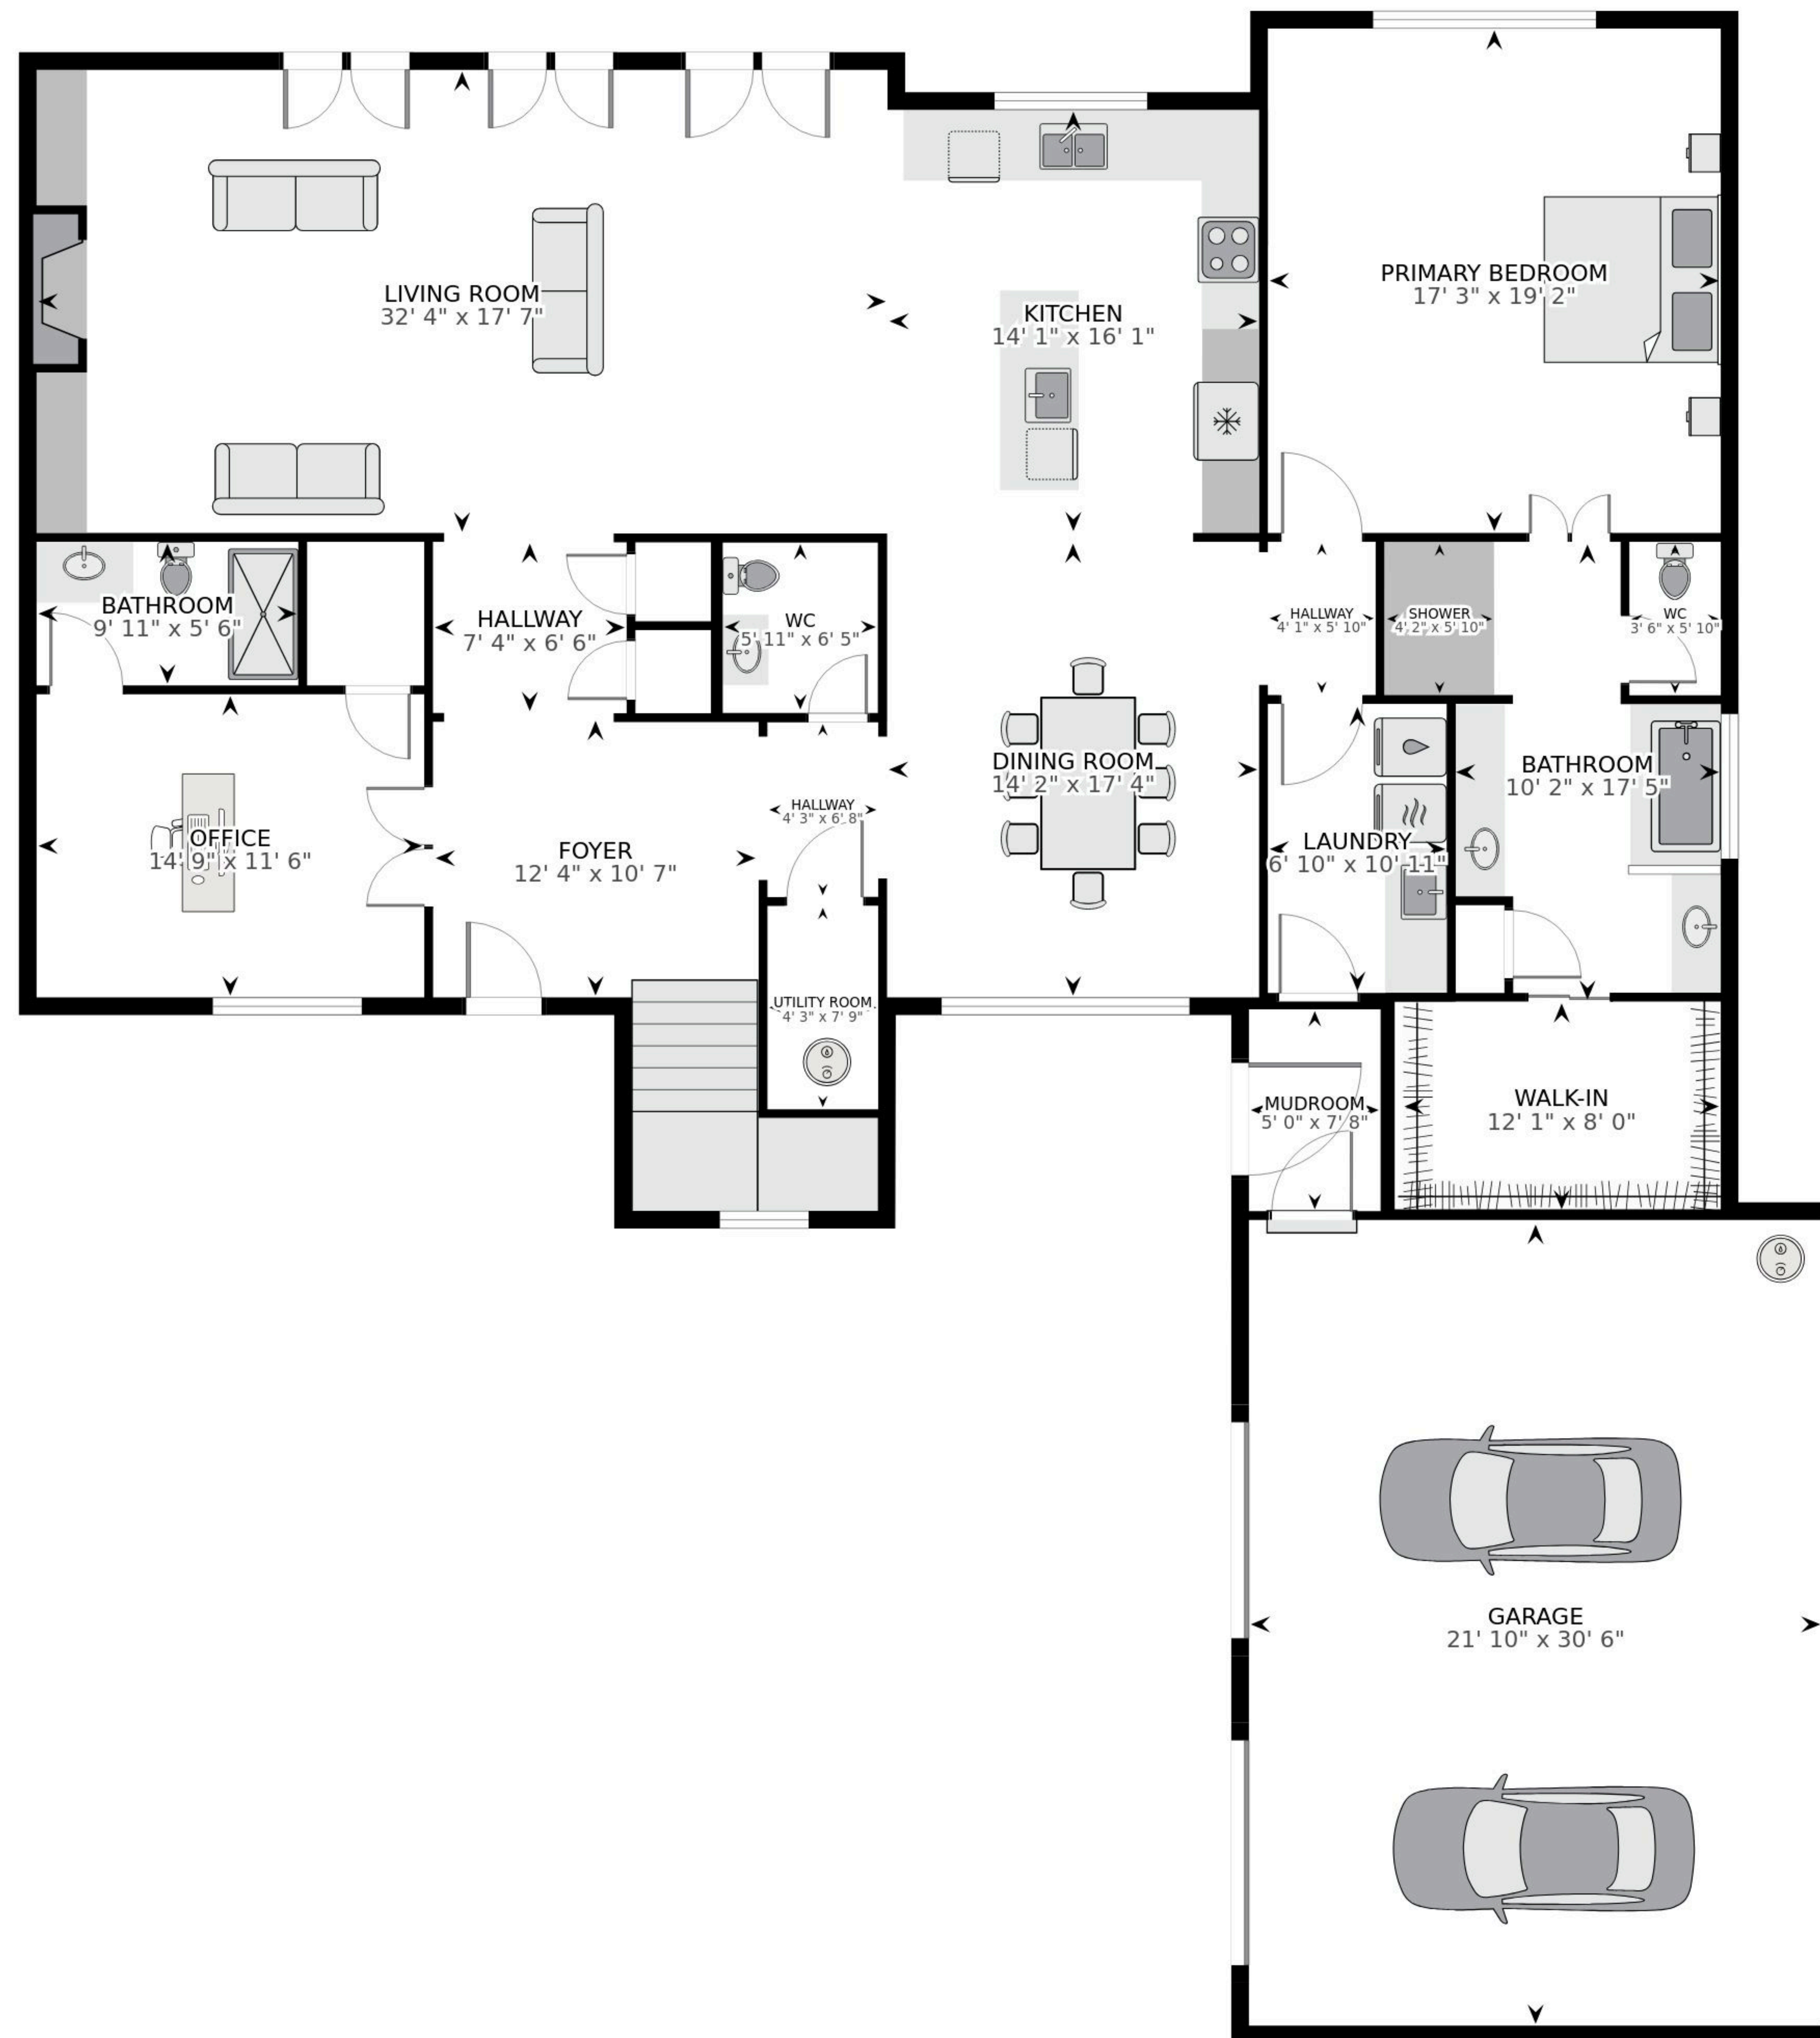 PRIMARY BEDROOM
17' 3" x 19' 2"
LIVING ROOM
32' 4" x 17' 7"
KITCHEN
14' 1" x 16' 1"
BATHROOM
9' 11" x 5' 6"
HALLWAY
7' 4" x 6' 6"
WC
5' 11" x 6' 5"
HALLWAY
4' 1" x 5' 10"
SHOWER
4' 2" x 5' 10"
WC
3' 6" x 5' 10"
DINING ROOM
14' 2" x 17' 4"
BATHROOM
10' 2" x 17' 5"
HALLWAY
4' 3" x 6' 8"
OFFICE
14' 9" x 11' 6"
FOYER
12' 4" x 10' 7"
LAUNDRY
6' 10" x 10' 11"
UTILITY ROOM
4' 3" x 7' 9"
MUDROOM
5' 0" x 7' 8"
WALK-IN
12' 1" x 8' 0"
GARAGE
21' 10" x 30' 6"